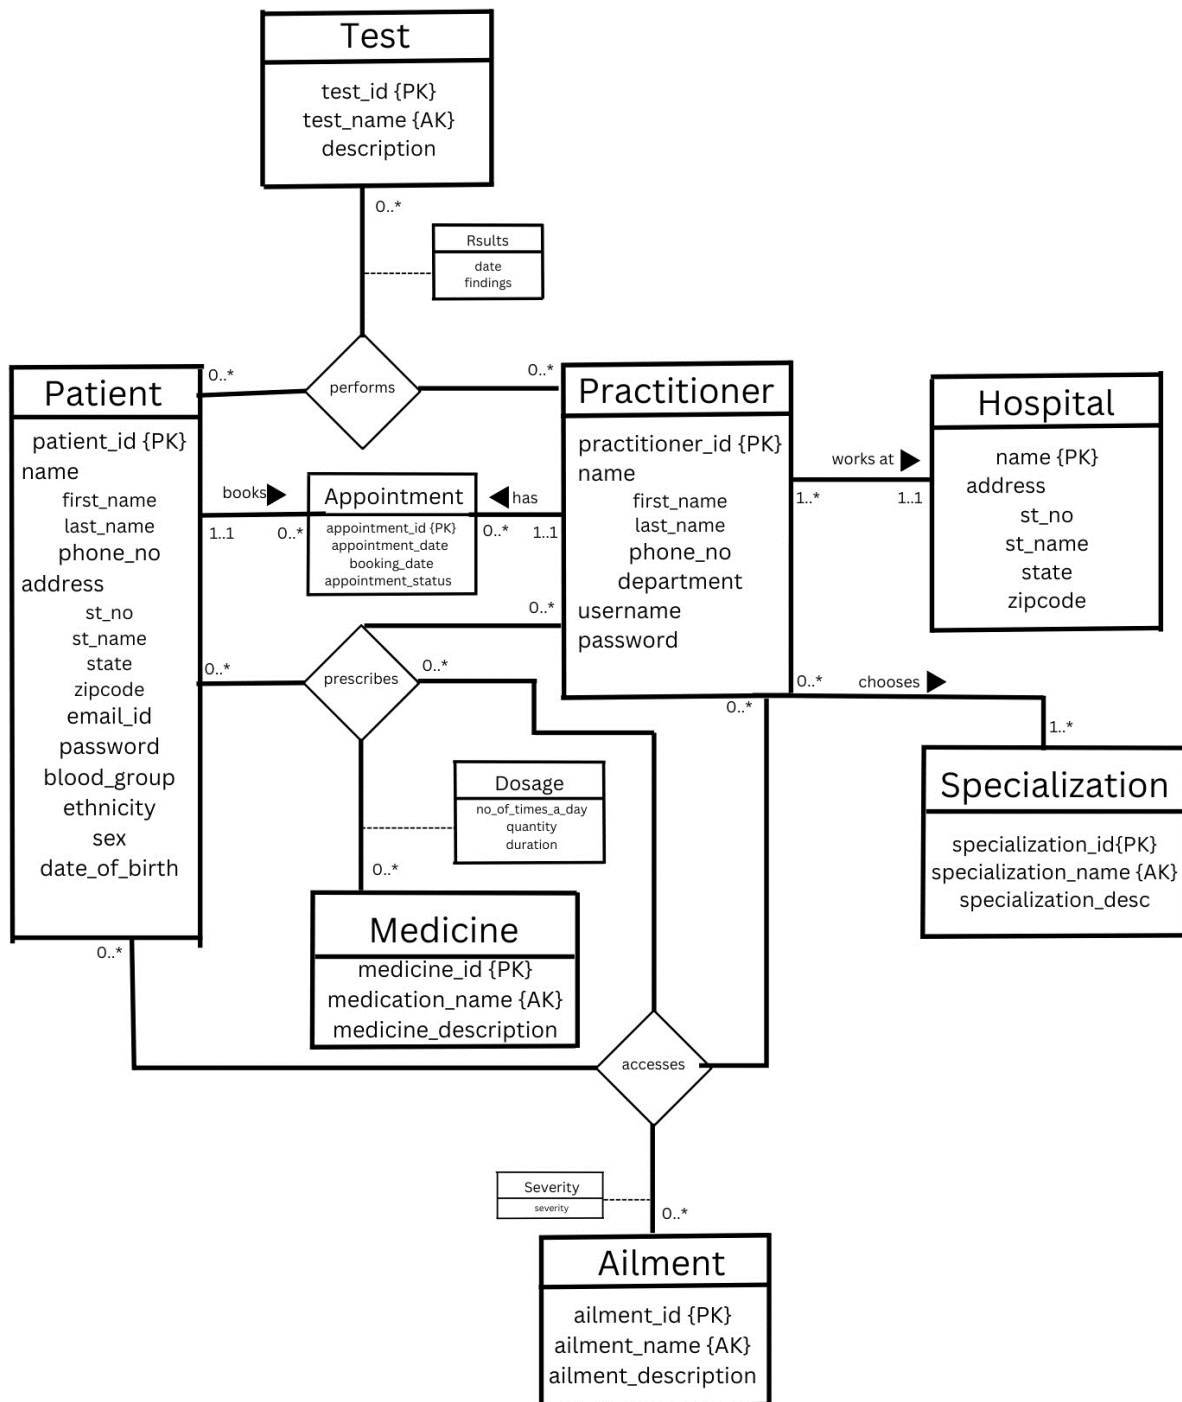 Test
test_id {PK}
test_name {AK}
description
0..*
Rsults
date
findings
performs
0..*
0..*
Patient
patient_id {PK}
name
first_name
last_name
phone_no
address
st_no
st_name
state
zipcode
email_id
password
blood_group
ethnicity
sex
date_of_birth
books
1..1
0..*
Appointment
appointment_id {PK}
appointment_date
booking_date
appointment_status
has
0..*
1..1
Practitioner
practitioner_id {PK}
name
first_name
last_name
phone_no
department
username
password
works at
1..*
1..1
Hospital
name {PK}
address
st_no
st_name
state
zipcode
0..*
0..*
prescribes
0..*
0..*
chooses
0..*
1..*
Specialization
specialization_id{PK}
specialization_name {AK}
specialization_desc
Dosage
no_of_times_a_day
quantity
duration
0..*
Medicine
medicine_id {PK}
medication_name {AK}
medicine_description
0..*
0..*
accesses
Severity
severity
0..*
Ailment
ailment_id {PK}
ailment_name {AK}
ailment_description